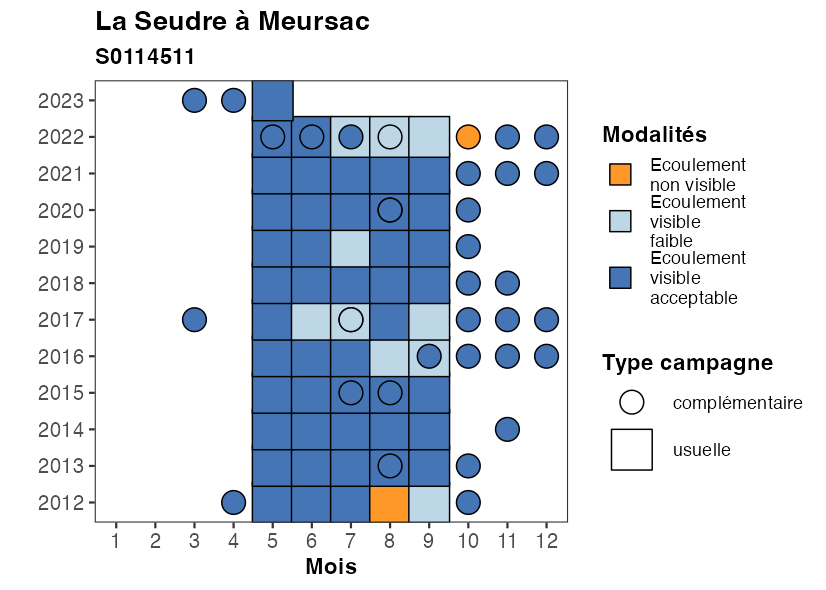 La Seudre à Meursac
S0114511
2023
2022
2021
2020
2019
2018
2017
2016
2015
2014
2013
2012
1 2 3 4 5 6 7 8 9 10 11 12
Mois
Modalités
Ecoulement
non visible
Ecoulement
visible
faible
Ecoulement
visible
acceptable
Type campagne
complémentaire
usuelle